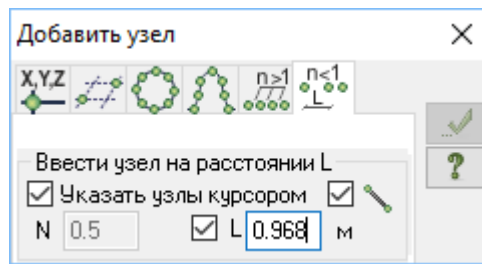 Добавить узел
X,Y,Z n>1 n<1
L
?
Ввести узел на расстоянии L
Указать узлы курсором
N 0.5 L 0.968 м